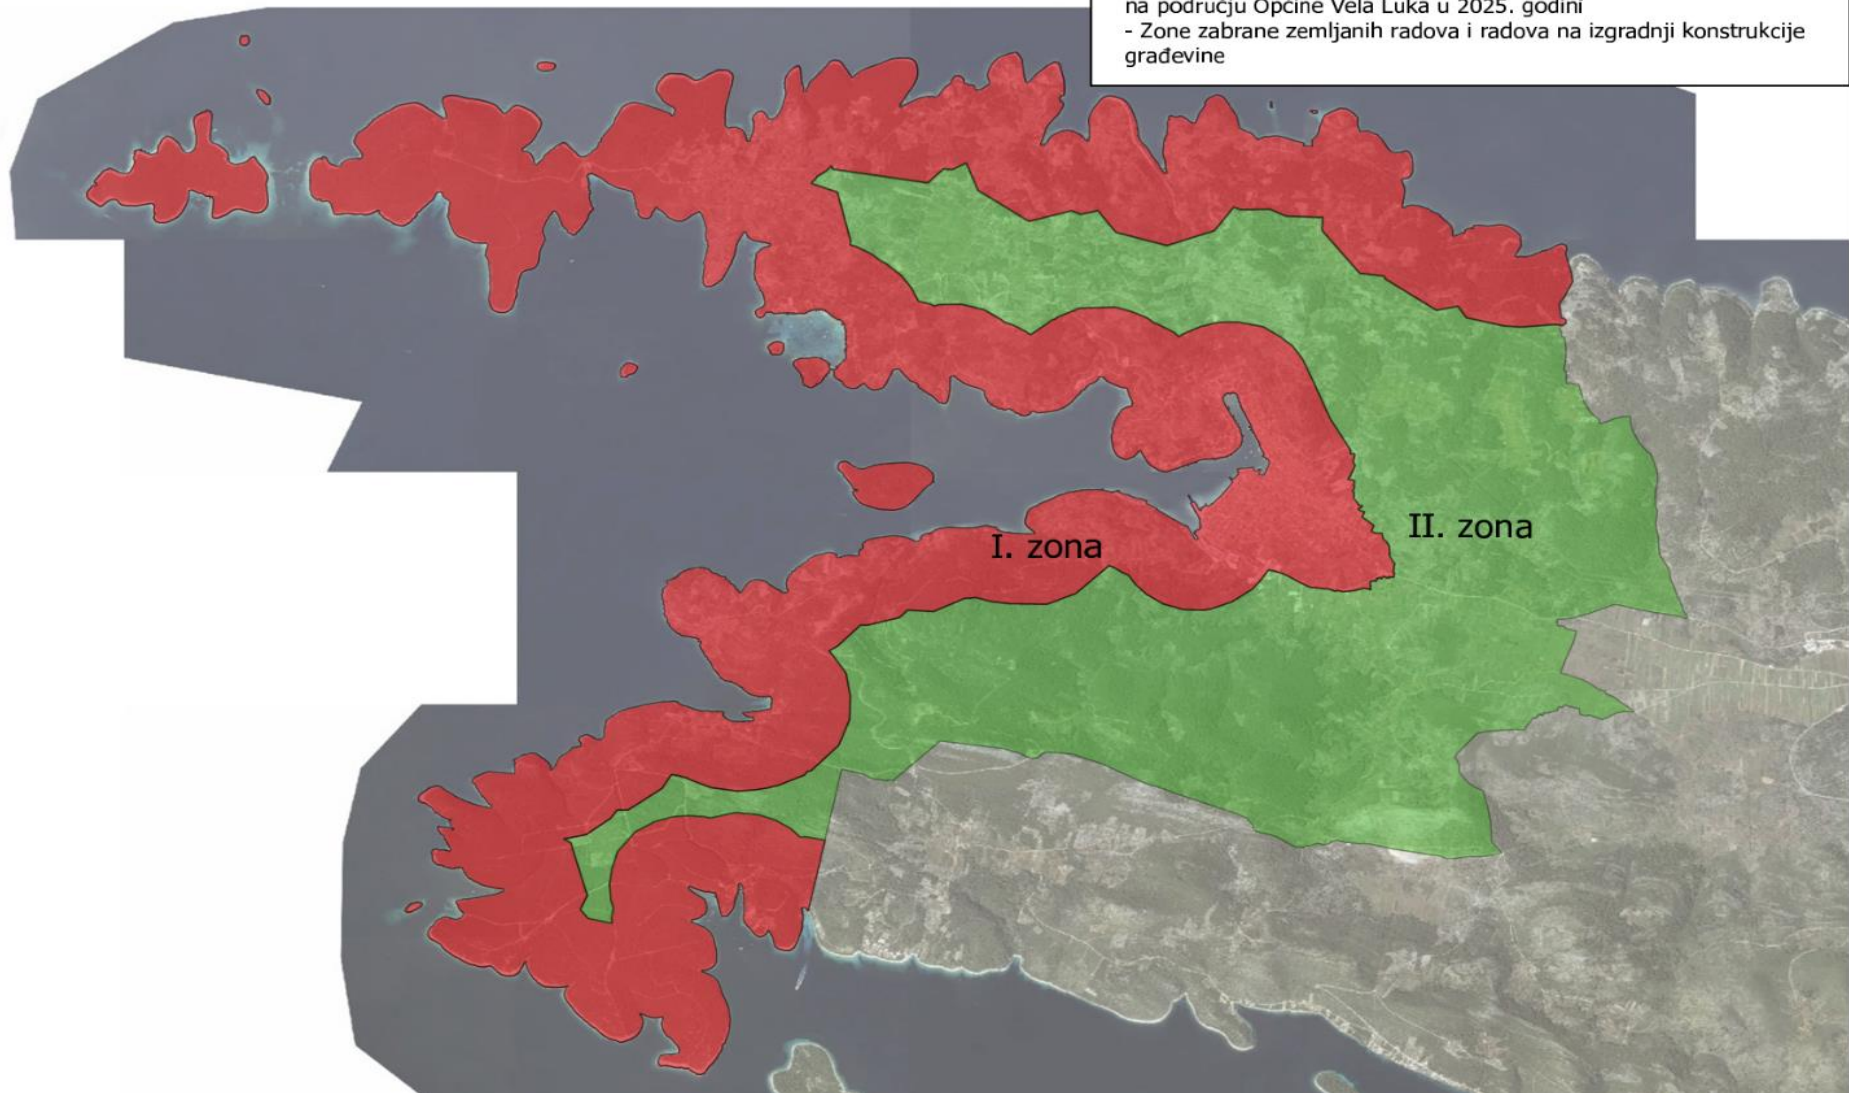 na području Općine Vela Luka u 2025. godini
- Zone zabrane zemljanih radova i radova na izgradnji konstrukcije
građevine
II. zona
I. zona